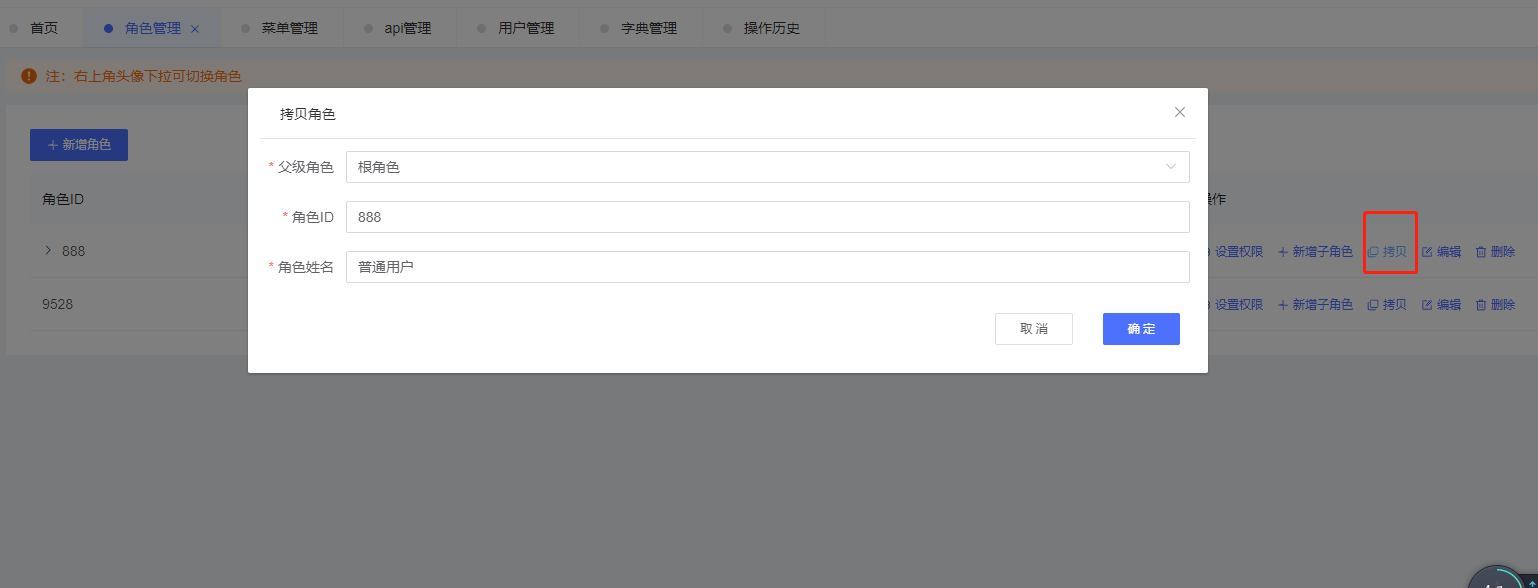 首页 角色管理 菜单管理 api管理 用户管理 字典管理 操作历史
注：右上角头像下拉可切换角色
拷贝角色
新增角色
* 父级角色 根角色
角色ID
* 角色ID 888
操作
888
设置权限 新增子角色 拷贝 编辑 删除
* 角色姓名 普通用户
9528
设置权限 新增子角色 拷贝 编辑 删除
取消 确定